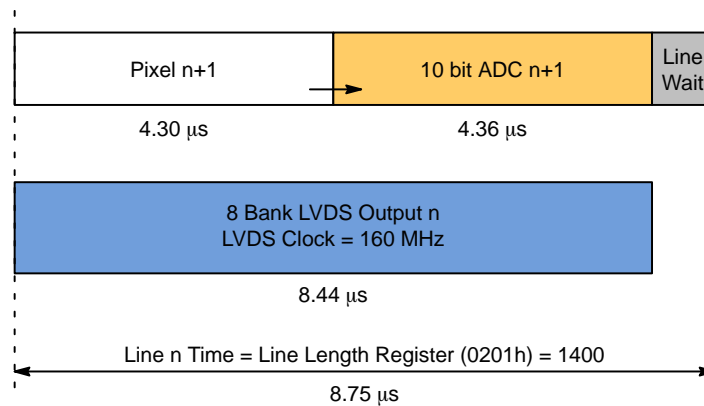 Pixel n+1
10 bit ADC n+1
Line
Wait
4.30 μs
4.36 μs
8 Bank LVDS Output n
LVDS Clock = 160 MHz
8.44 μs
Line n Time = Line Length Register (0201h) = 1400
8.75 μs